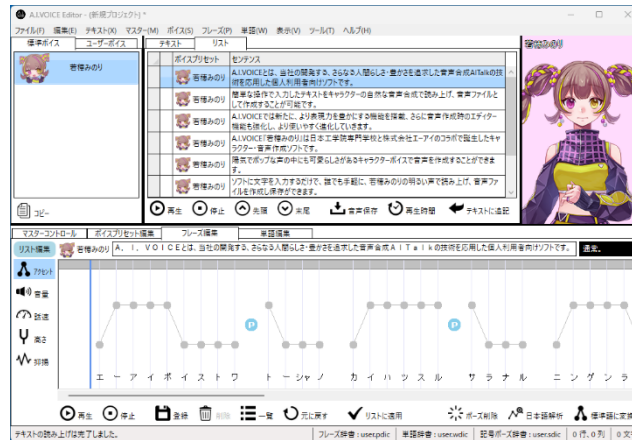 A.I.VOICE Editor - (新規プロジェクト) *
ファイル(F) 編集(E) テキスト(X) マスター(M) ボイス(S) フレーズ(P) 単語(W) 表示(V) ツール(T) ヘルプ(H)
標準ボイス ユーザーボイス
若穂みのり
コピー
テキスト リスト
ボイスプリセット センテンス
若穂みのり A.I.VOICEとは、当社の開発する、さらなる人間らしさ・豊かさを追求した音声合成AITalkの技
術を応用した個人利用者向けソフトです。
若穂みのり 簡単な操作で入力したテキストをキャラクターの自然な音声合成で読み上げ、音声ファイルと
して作成することが可能です。
若穂みのり A.I.VOICEでは新たに、より表現力を豊かにする機能を搭載、さらに音声作成時のエディター
機能も強化し、より使いやすく進化していきます。
若穂みのり A.I.VOICE「若穂みのり」は日本工学院専門学校と株式会社エーアイのコラボで誕生したキャ
ラクター・音声作成ソフトです。
若穂みのり 陽気でポップな声の中にも可愛らしさがあるキャラクターボイスで音声を作成することができま
す。
若穂みのり ソフトに文字を入力するだけで、誰でも手軽に、若穂みのりの明るい声で読み上げ、音声ファ
イルを作成し保存ができます。
再生 停止 先頭 末尾 音声保存 再生時間 テキストに追記
若穂みのり
マスターコントロール ボイスプリセット編集 フレーズ編集 単語編集
リスト編集 若穂みのり A.I.VOICEとは、当社の開発する、さらなる人間らしさ・豊かさを追求した音声合成AITalkの技術を応用した個人利用者向けソフトです。 通常。
アクセント
音量
話速
高さ
抑揚
P P
エーアイボイストワ トーシャノ カイハツスル サラナル ニンゲンラ
再生 停止 登録 削除 一覧 元に戻す リストに適用 ポーズ削除 日本語解析 標準語に変換
テキストの読み上げは完了しました。 フレーズ辞書 : user.pdic 単語辞書 : user.wdic 記号ポーズ辞書 : user.sdic 0 行, 0 列 0 文